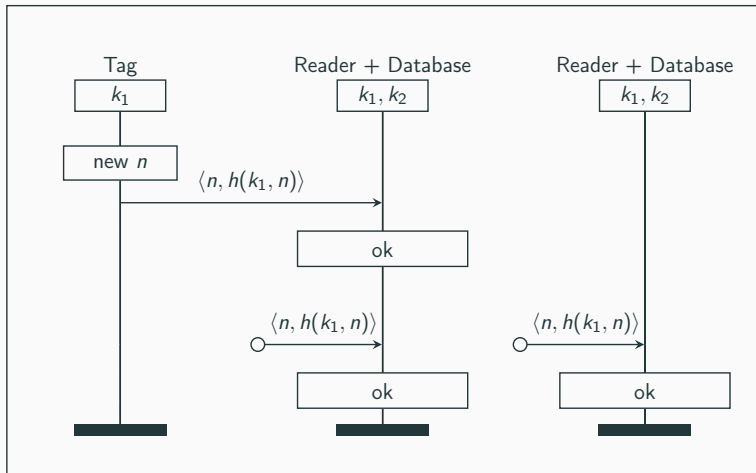 Tag
Reader + Database
Reader + Database
k₁
k₁, k₂
k₁, k₂
new n
⟨n, h(k₁, n)⟩
ok
⟨n, h(k₁, n)⟩
⟨n, h(k₁, n)⟩
ok
ok